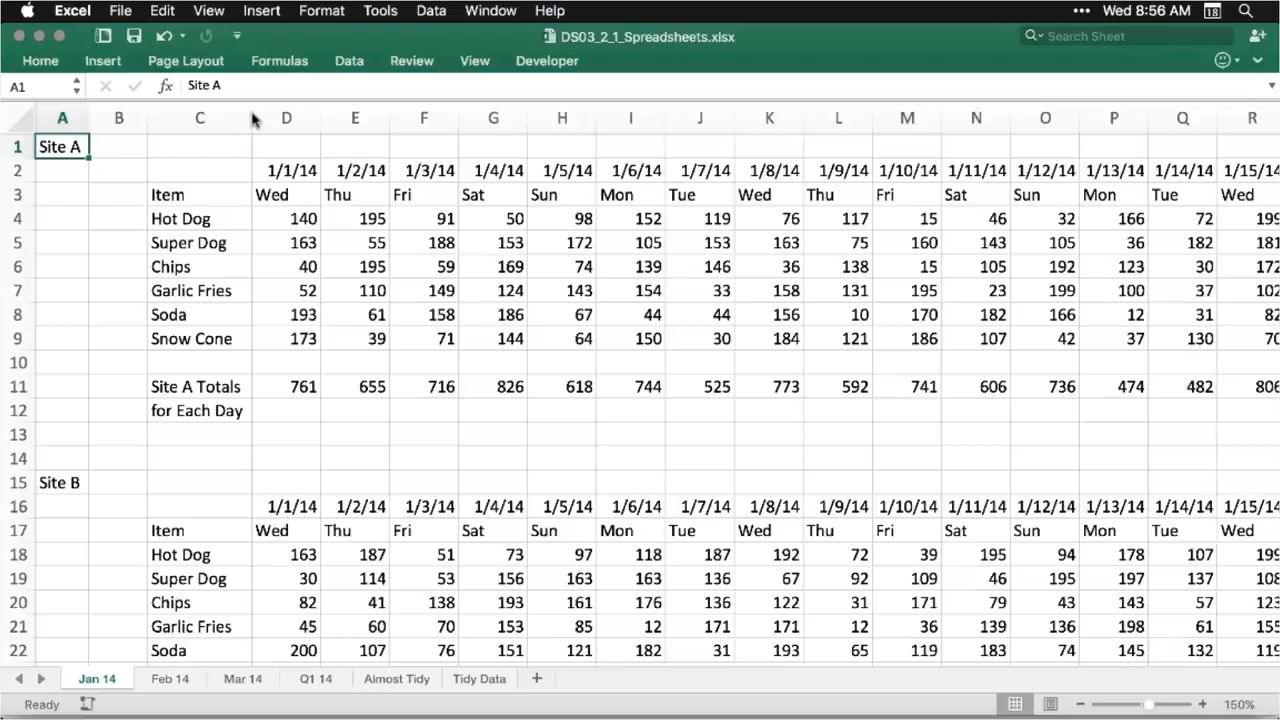 Excel File Edit View Insert Format Tools Data Window Help ••• Wed 8:56 AM 18
DS03_2_1_Spreadsheets.xlsx Search Sheet
Home Insert Page Layout Formulas Data Review View Developer
A1 fx Site A
A B C D E F G H I J K L M N O P Q R
1 Site A
2 1/1/14 1/2/14 1/3/14 1/4/14 1/5/14 1/6/14 1/7/14 1/8/14 1/9/14 1/10/14 1/11/14 1/12/14 1/13/14 1/14/14 1/15/14
3 Item Wed Thu Fri Sat Sun Mon Tue Wed Thu Fri Sat Sun Mon Tue Wed
4 Hot Dog 140 195 91 50 98 152 119 76 117 15 46 32 166 72 199
5 Super Dog 163 55 188 153 172 105 153 163 75 160 143 105 36 182 181
6 Chips 40 195 59 169 74 139 146 36 138 15 105 192 123 30 172
7 Garlic Fries 52 110 149 124 143 154 33 158 131 195 23 199 100 37 102
8 Soda 193 61 158 186 67 44 44 156 10 170 182 166 12 31 82
9 Snow Cone 173 39 71 144 64 150 30 184 121 186 107 42 37 130 70
10
11 Site A Totals 761 655 716 826 618 744 525 773 592 741 606 736 474 482 806
12 for Each Day
13
14
15 Site B
16 1/1/14 1/2/14 1/3/14 1/4/14 1/5/14 1/6/14 1/7/14 1/8/14 1/9/14 1/10/14 1/11/14 1/12/14 1/13/14 1/14/14 1/15/14
17 Item Wed Thu Fri Sat Sun Mon Tue Wed Thu Fri Sat Sun Mon Tue Wed
18 Hot Dog 163 187 51 73 97 118 187 192 72 39 195 94 178 107 199
19 Super Dog 30 114 53 156 163 163 136 67 92 109 46 195 197 137 108
20 Chips 82 41 138 193 161 176 136 122 31 171 79 43 143 57 123
21 Garlic Fries 45 60 70 153 85 12 171 171 12 36 139 136 198 61 155
22 Soda 200 107 76 151 121 182 31 193 65 119 183 74 145 132 119
Jan 14 Feb 14 Mar 14 Q1 14 Almost Tidy Tidy Data +
Ready 150%